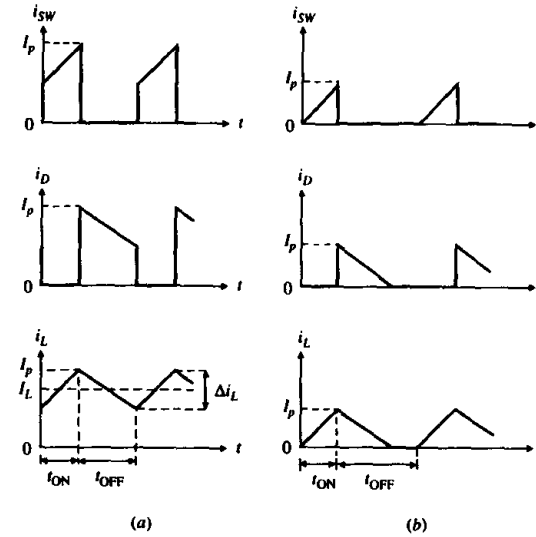 i_SW
I_p
0
t
i_D
I_p
0
t
i_L
I_p
I_L
Δi_L
0
t
t_ON
t_OFF
(a)
i_SW
I_p
0
i_D
I_p
0
i_L
I_p
0
t_ON
t_OFF
(b)